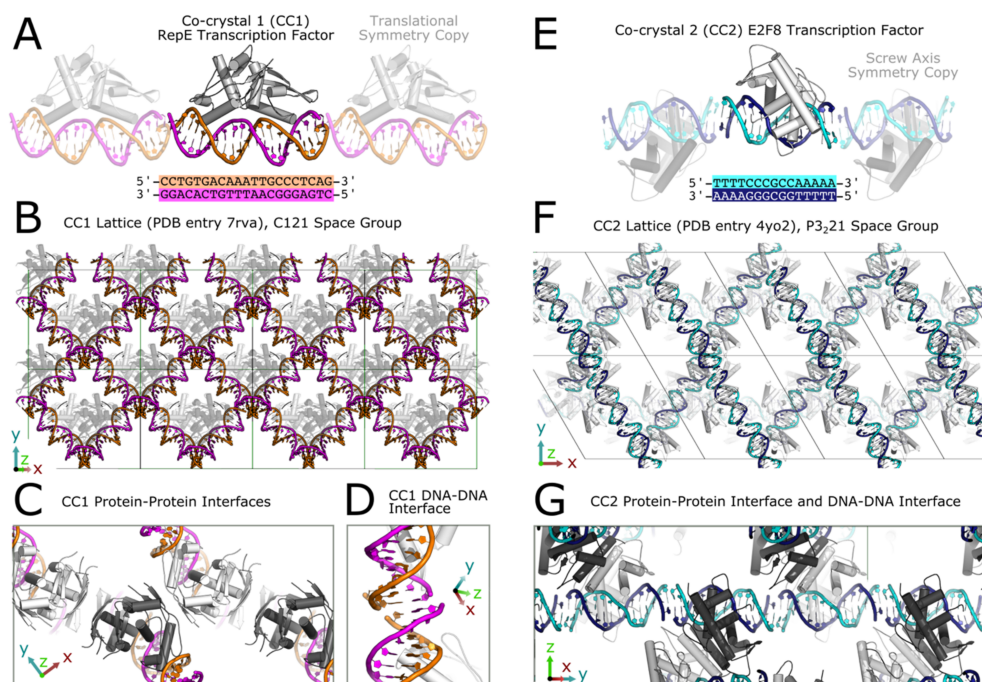 A
Co-crystal 1 (CC1)
RepE Transcription Factor
Translational
Symmetry Copy
5'-CCTGTGACAAATTGCCCTCAG-3'
3'-GGACACTGTTTAACGGGAGTC-5'
B
CC1 Lattice (PDB entry 7rva), C121 Space Group
y
z
x
C
CC1 Protein-Protein Interfaces
y
z
x
D
CC1 DNA-DNA
Interface
y
z
x
E
Co-crystal 2 (CC2) E2F8 Transcription Factor
Screw Axis
Symmetry Copy
5'-TTTTCCCGCCAAAAA-3'
3'-AAAAGGGCGGTTTTT-5'
F
CC2 Lattice (PDB entry 4yo2), P3₂21 Space Group
y
z
x
G
CC2 Protein-Protein Interface and DNA-DNA Interface
y
z
x